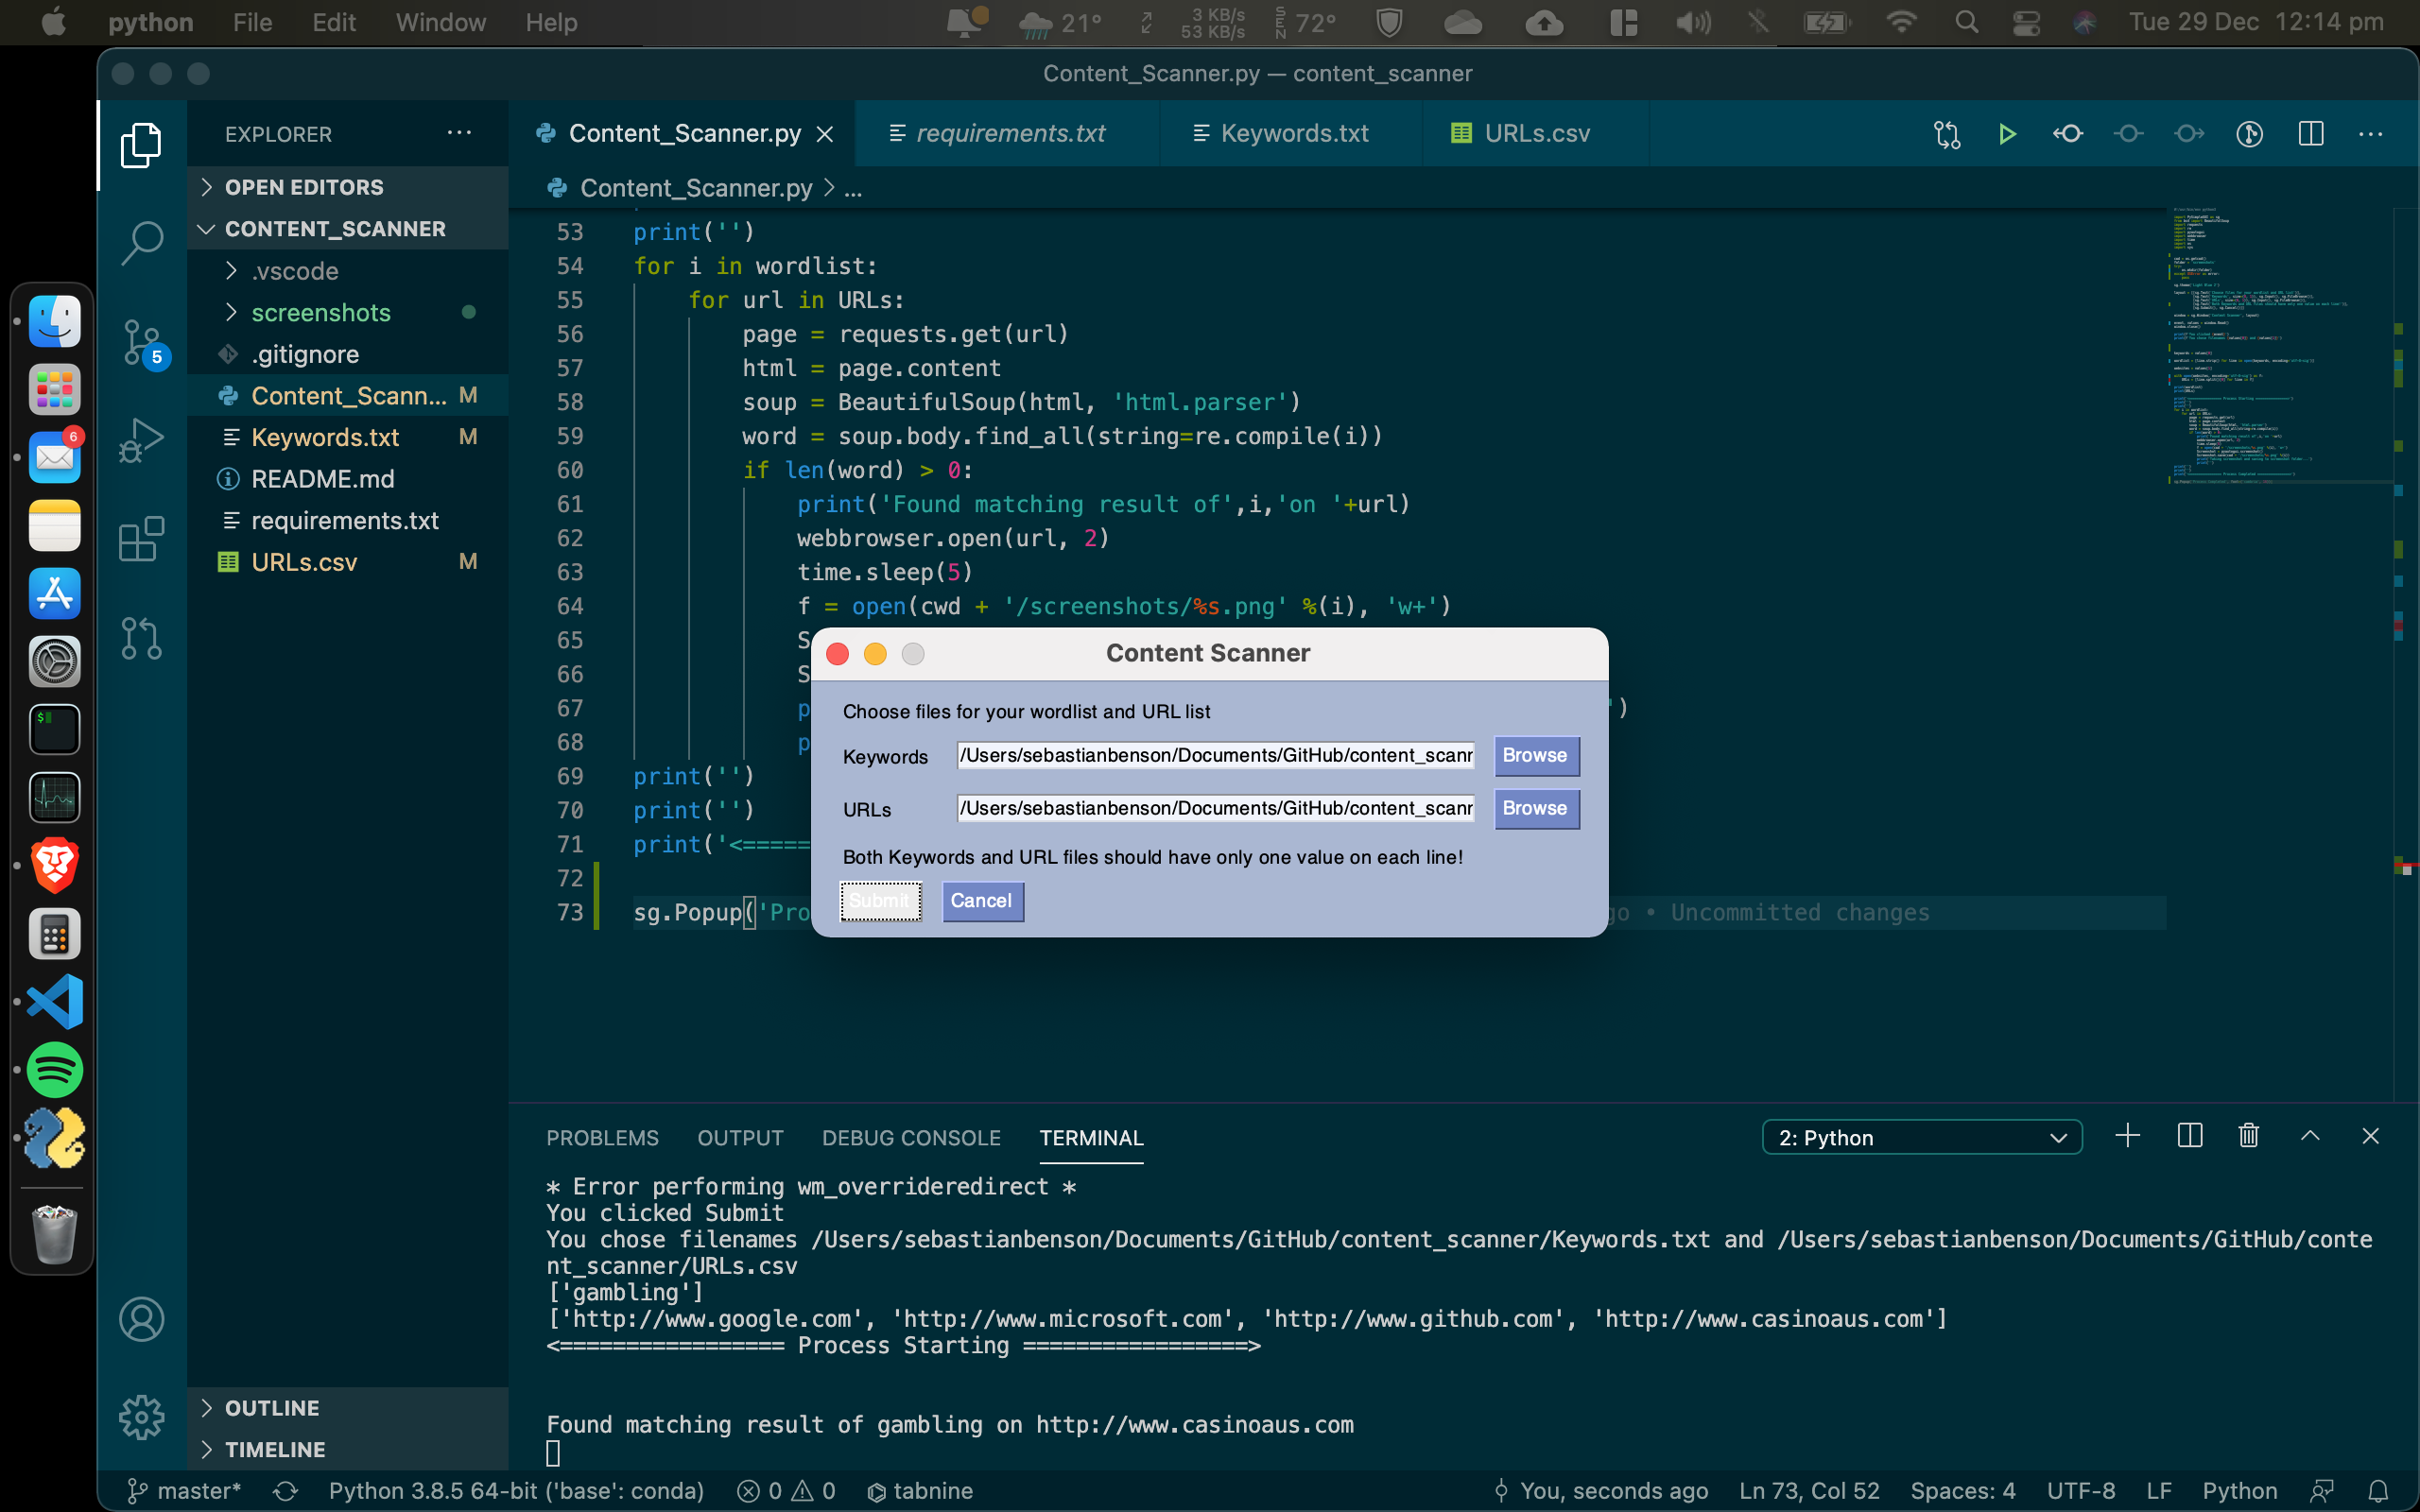 python File Edit Window Help 21° 3 KB/s 53 KB/s SEN 72° Tue 29 Dec 12:14 pm
Content_Scanner.py — content_scanner
EXPLORER ...
Content_Scanner.py requirements.txt Keywords.txt URLs.csv
OPEN EDITORS
CONTENT_SCANNER
.vscode
screenshots
.gitignore
Content_Scann... M
Keywords.txt M
README.md
requirements.txt
URLs.csv M
5
6
OUTLINE
TIMELINE
Content_Scanner.py > ...
53 print('')
54 for i in wordlist:
55 for url in URLs:
56 page = requests.get(url)
57 html = page.content
58 soup = BeautifulSoup(html, 'html.parser')
59 word = soup.body.find_all(string=re.compile(i))
60 if len(word) > 0:
61 print('Found matching result of',i,'on '+url)
62 webbrowser.open(url, 2)
63 time.sleep(5)
64 f = open(cwd + '/screenshots/%s.png' %(i), 'w+')
65 S
66 S
67 p ')
68 p
69 print('')
70 print('')
71 print('<=====
72
73 sg.Popup('Pro go • Uncommitted changes
Content Scanner
Choose files for your wordlist and URL list
Keywords /Users/sebastianbenson/Documents/GitHub/content_scanr Browse
URLs /Users/sebastianbenson/Documents/GitHub/content_scanr Browse
Both Keywords and URL files should have only one value on each line!
Submit Cancel
PROBLEMS OUTPUT DEBUG CONSOLE TERMINAL 2: Python
* Error performing wm_overrideredirect *
You clicked Submit
You chose filenames /Users/sebastianbenson/Documents/GitHub/content_scanner/Keywords.txt and /Users/sebastianbenson/Documents/GitHub/conte
nt_scanner/URLs.csv
['gambling']
['http://www.google.com', 'http://www.microsoft.com', 'http://www.github.com', 'http://www.casinoaus.com']
<================= Process Starting =================>
Found matching result of gambling on http://www.casinoaus.com
master* Python 3.8.5 64-bit ('base': conda) 0 0 tabnine You, seconds ago Ln 73, Col 52 Spaces: 4 UTF-8 LF Python